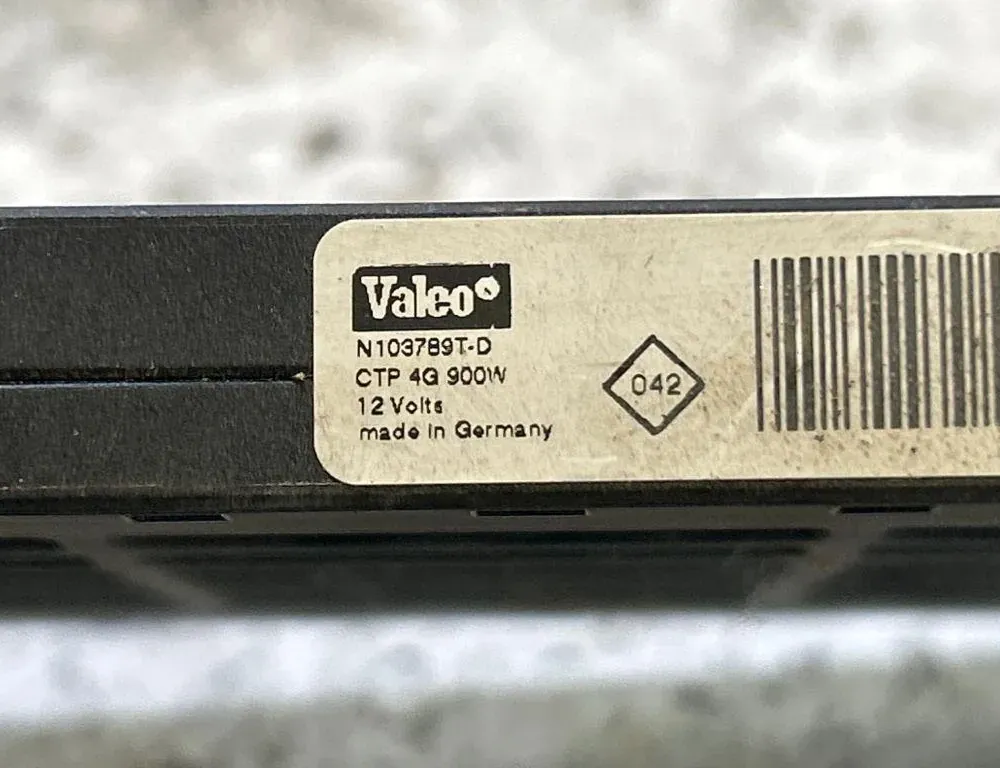 Valeo
N103789T-D
CTP 4G 900W
12 Volts
made in Germany
042